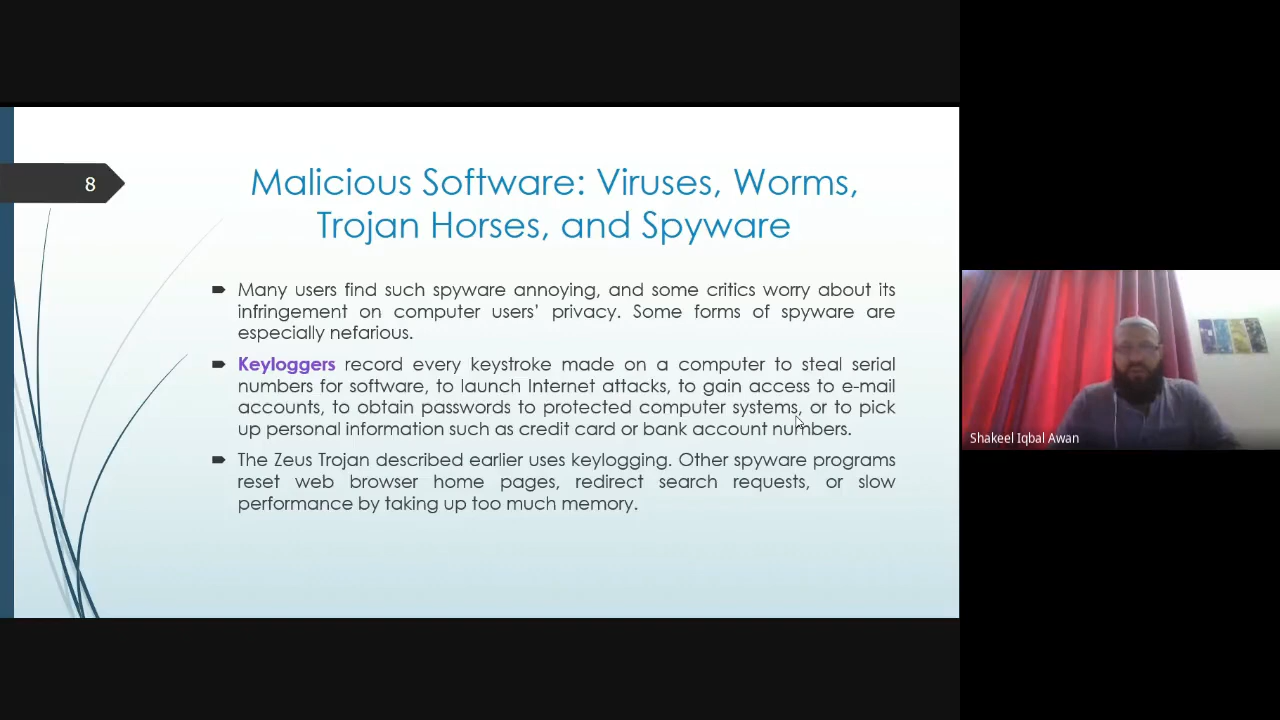 8
Malicious Software: Viruses, Worms,
Trojan Horses, and Spyware
Many users find such spyware annoying, and some critics worry about its
infringement on computer users' privacy. Some forms of spyware are
especially nefarious.
Keyloggers record every keystroke made on a computer to steal serial
numbers for software, to launch Internet attacks, to gain access to e-mail
accounts, to obtain passwords to protected computer systems, or to pick
up personal information such as credit card or bank account numbers.
The Zeus Trojan described earlier uses keylogging. Other spyware programs
reset web browser home pages, redirect search requests, or slow
performance by taking up too much memory.
Shakeel Iqbal Awan